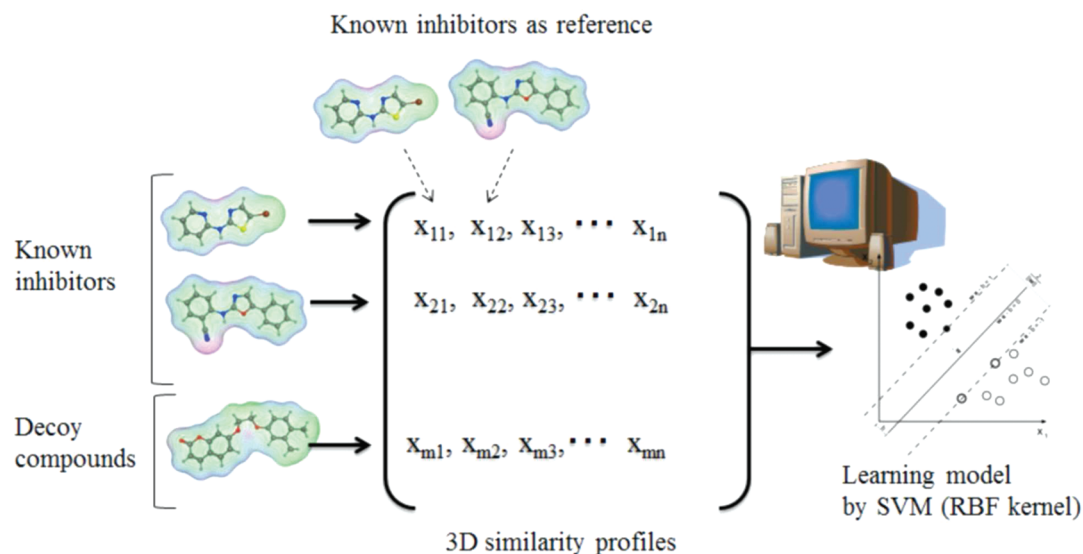 Known inhibitors as reference
Known
inhibitors
Decoy
compounds
x11, x12, x13, ··· x1n
x21, x22, x23, ··· x2n
xm1, xm2, xm3, ··· xmn
3D similarity profiles
X1
Learning model
by SVM (RBF kernel)